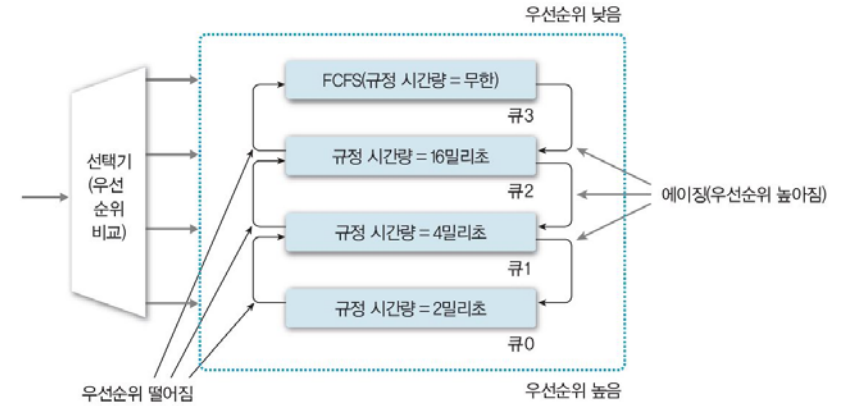 우선순위 낮음
FCFS(규정 시간량 = 무한)
큐3
규정 시간량 = 16밀리초
큐2
규정 시간량 = 4밀리초
큐1
규정 시간량 = 2밀리초
큐0
선택기
(우선
순위
비교)
에이징(우선순위 높아짐)
우선순위 떨어짐
우선순위 높음